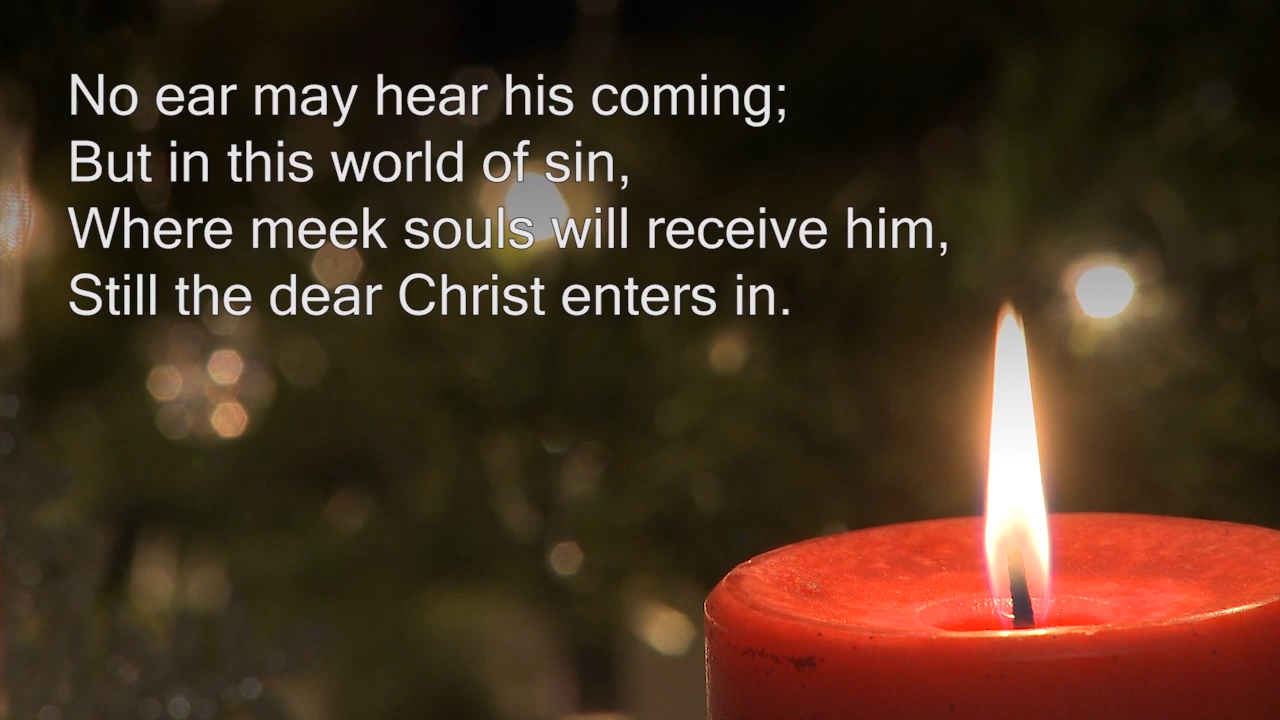 No ear may hear his coming;
But in this world of sin,
Where meek souls will receive him,
Still the dear Christ enters in.